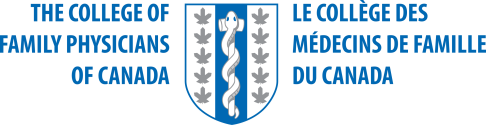 THE COLLEGE OF
FAMILY PHYSICIANS
OF CANADA
LE COLLÈGE DES
MÉDECINS DE FAMILLE
DU CANADA